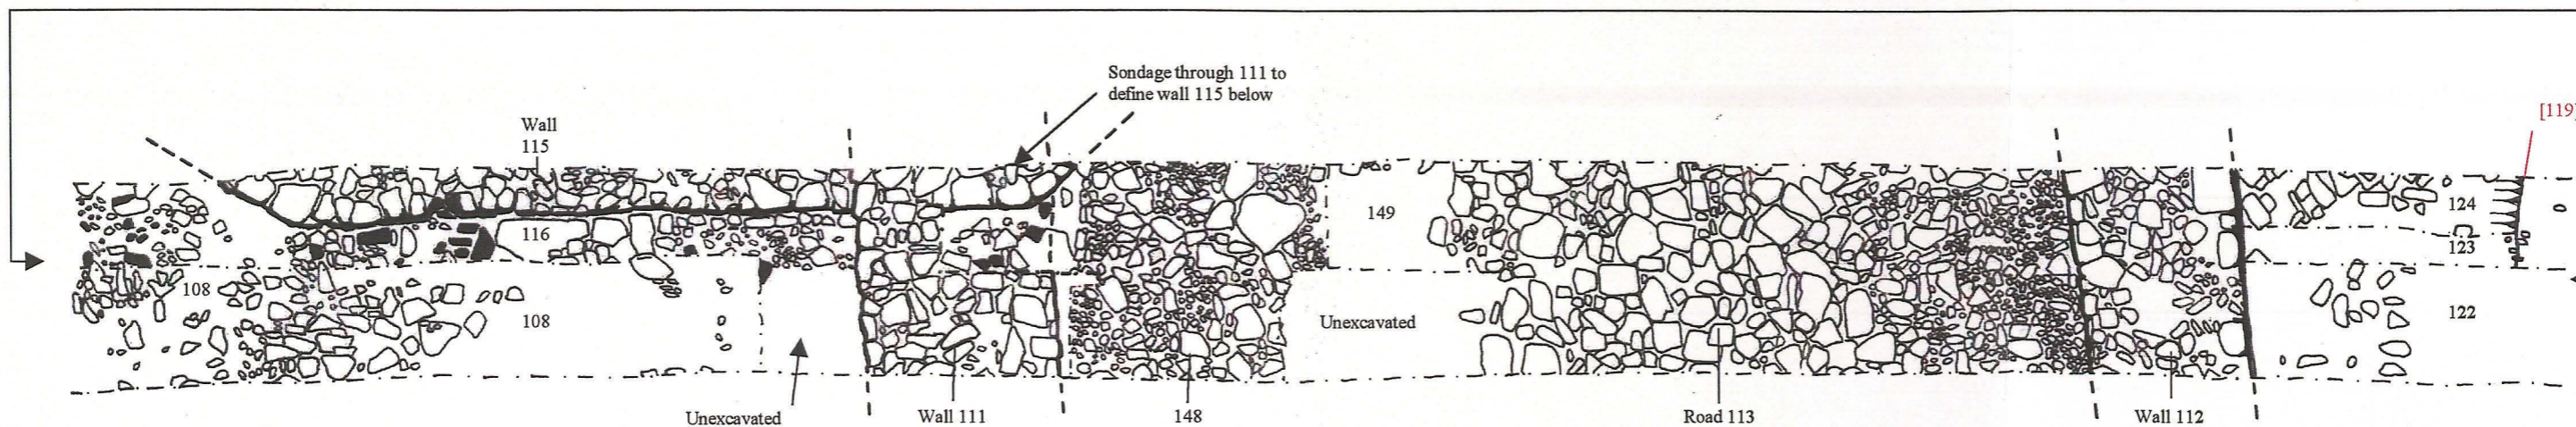 Sondage through 111 to
define wall 115 below
[119]
Wall
115
124
149
116
123
108
122
108
Unexcavated
Unexcavated
Wall 111
148
Road 113
Wall 112